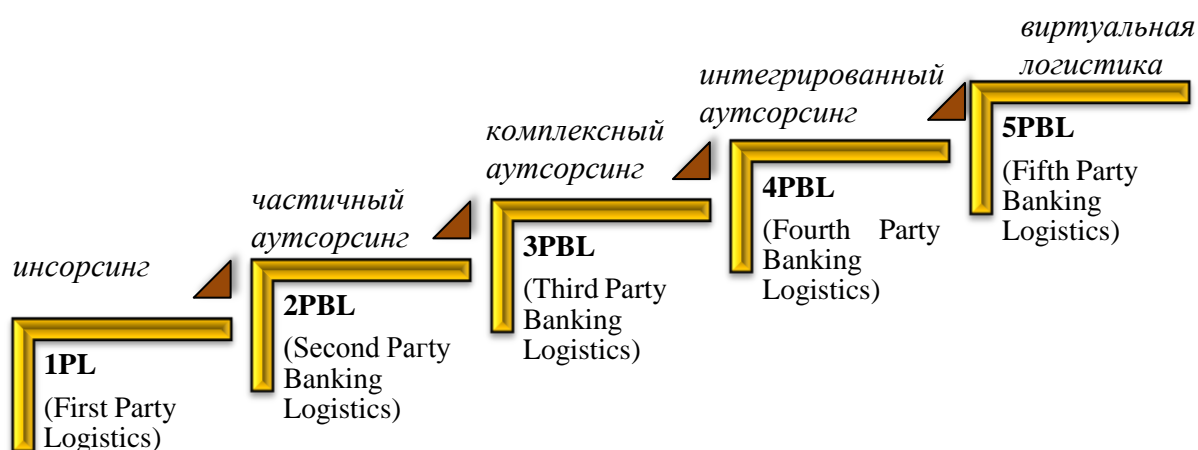 инсорсинг
1PL
(First Party
Logistics)
частичный
аутсорсинг
2PBL
(Second Paгty
Banking
Logistics)
комплексный
аутсорсинг
3PBL
(Third Party
Banking
Logistics)
интегрированный
аутсорсинг
4PBL
(Fourth Party
Banking
Logistics)
виртуальная
логистика
5PBL
(Fifth Party
Banking
Logistics)